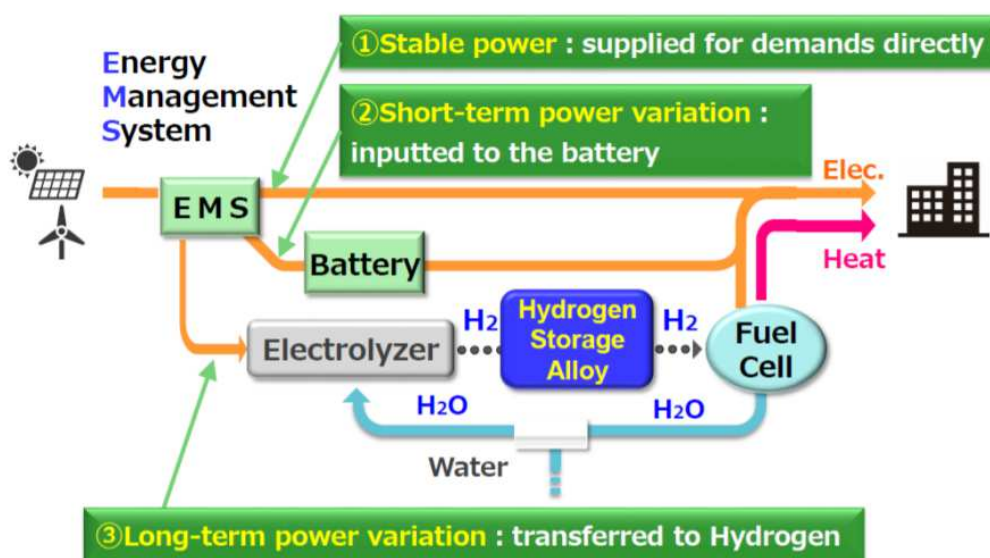 ①Stable power : supplied for demands directly
Energy
Management
System
②Short-term power variation :
inputted to the battery
Elec.
EMS
Heat
Battery
Electrolyzer
H2
Hydrogen
Storage
Alloy
H2
Fuel
Cell
H2O
H2O
Water
③Long-term power variation : transferred to Hydrogen